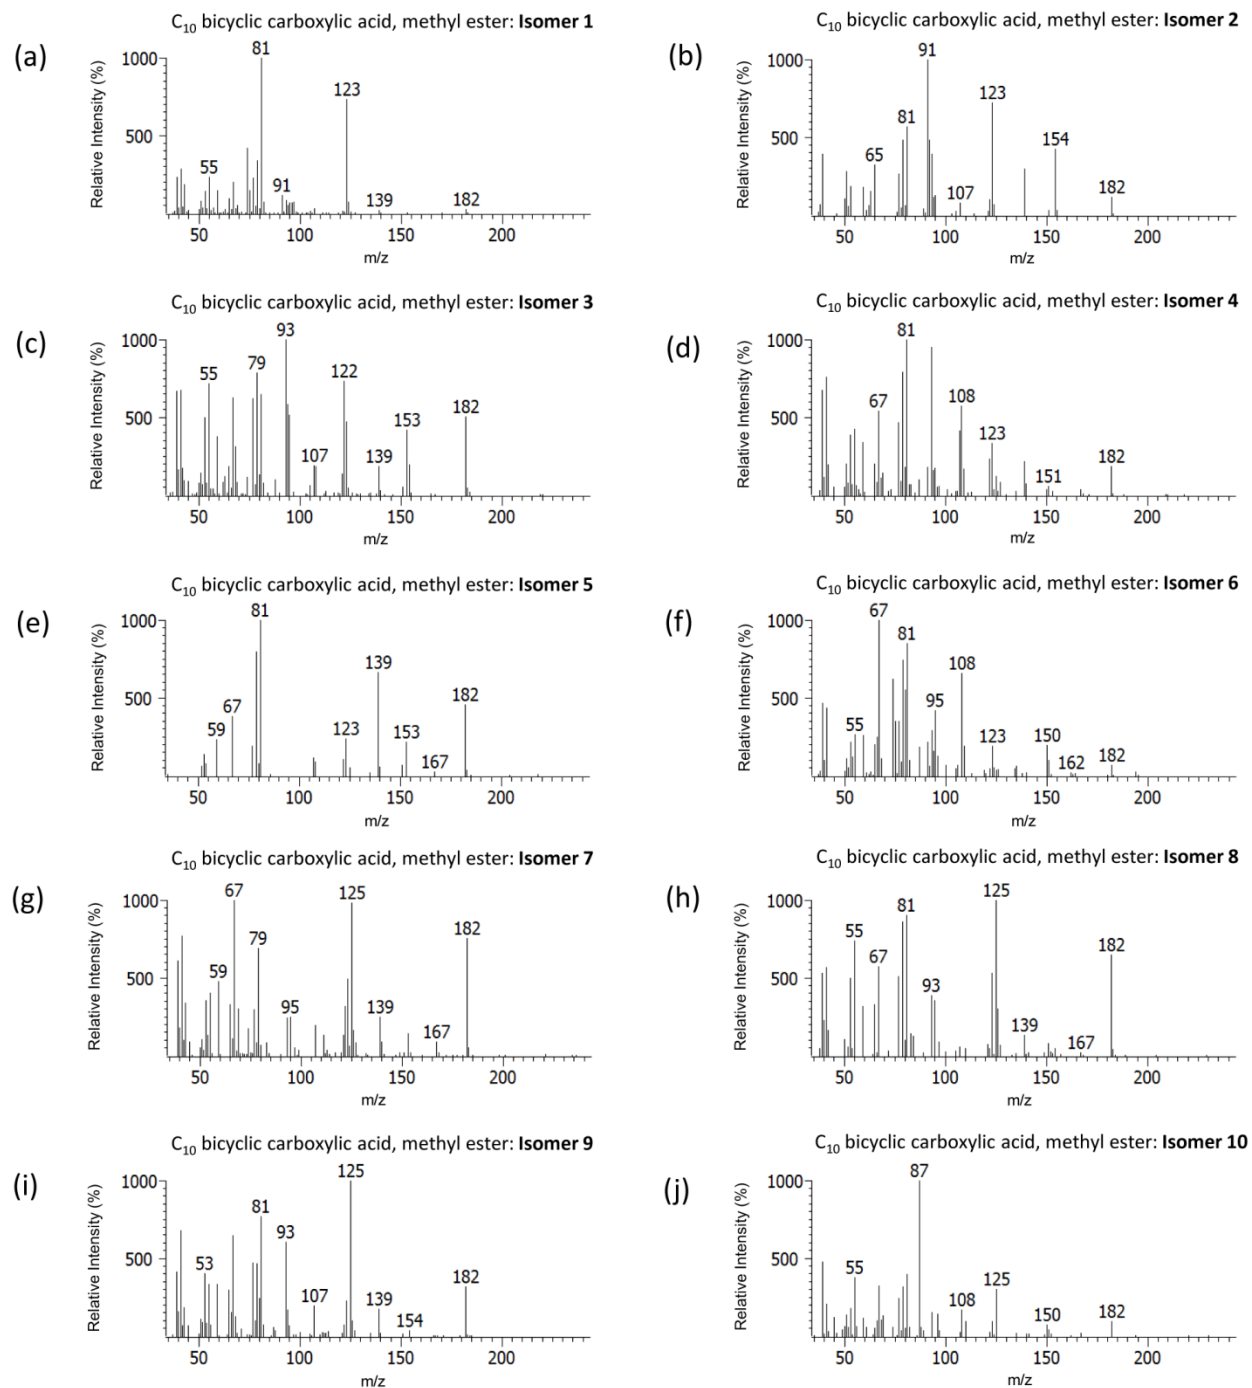 C10 bicyclic carboxylic acid, methyl ester: Isomer 1
(a)
Relative Intensity (%)
1000
500
81
123
55
91
139
182
50 100 150 200
m/z
C10 bicyclic carboxylic acid, methyl ester: Isomer 2
(b)
Relative Intensity (%)
1000
500
91
123
81
154
65
107
182
50 100 150 200
m/z
C10 bicyclic carboxylic acid, methyl ester: Isomer 3
(c)
Relative Intensity (%)
1000
500
93
79
55
122
182
153
107
139
50 100 150 200
m/z
C10 bicyclic carboxylic acid, methyl ester: Isomer 4
(d)
Relative Intensity (%)
1000
500
81
67
108
123
151
182
50 100 150 200
m/z
C10 bicyclic carboxylic acid, methyl ester: Isomer 5
(e)
Relative Intensity (%)
1000
500
81
139
182
67
59
123
153
167
50 100 150 200
m/z
C10 bicyclic carboxylic acid, methyl ester: Isomer 6
(f)
Relative Intensity (%)
1000
500
67
81
108
95
55
123
150
162
182
50 100 150 200
m/z
C10 bicyclic carboxylic acid, methyl ester: Isomer 7
(g)
Relative Intensity (%)
1000
500
67
125
182
79
59
95
139
167
50 100 150 200
m/z
C10 bicyclic carboxylic acid, methyl ester: Isomer 8
(h)
Relative Intensity (%)
1000
500
125
81
55
182
67
93
139
167
50 100 150 200
m/z
C10 bicyclic carboxylic acid, methyl ester: Isomer 9
(i)
Relative Intensity (%)
1000
500
125
81
93
53
107
139
154
182
50 100 150 200
m/z
C10 bicyclic carboxylic acid, methyl ester: Isomer 10
(j)
Relative Intensity (%)
1000
500
87
55
125
108
150
182
50 100 150 200
m/z